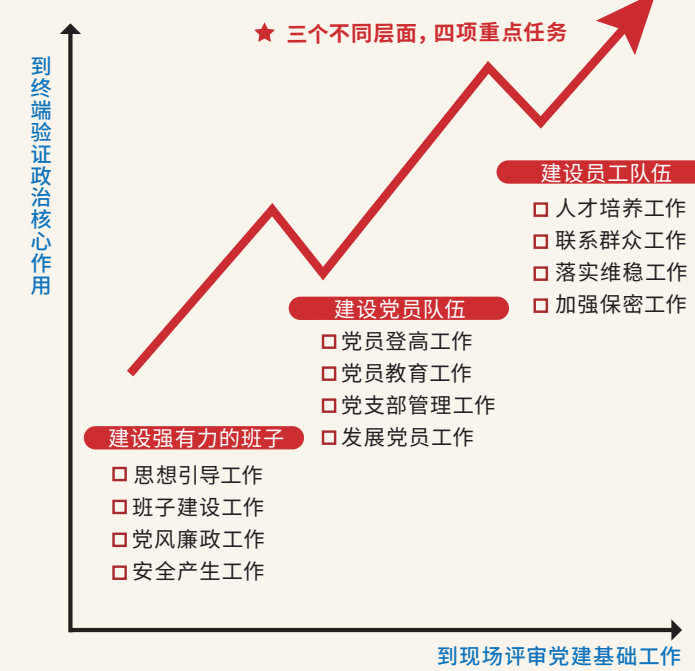 三个不同层面，四项重点任务
到终端验证政治核心作用
建设员工队伍
人才培养工作
联系群众工作
落实维稳工作
加强保密工作
建设党员队伍
党员登高工作
党员教育工作
党支部管理工作
发展党员工作
建设强有力的班子
思想引导工作
班子建设工作
党风廉政工作
安全产生工作
到现场评审党建基础工作